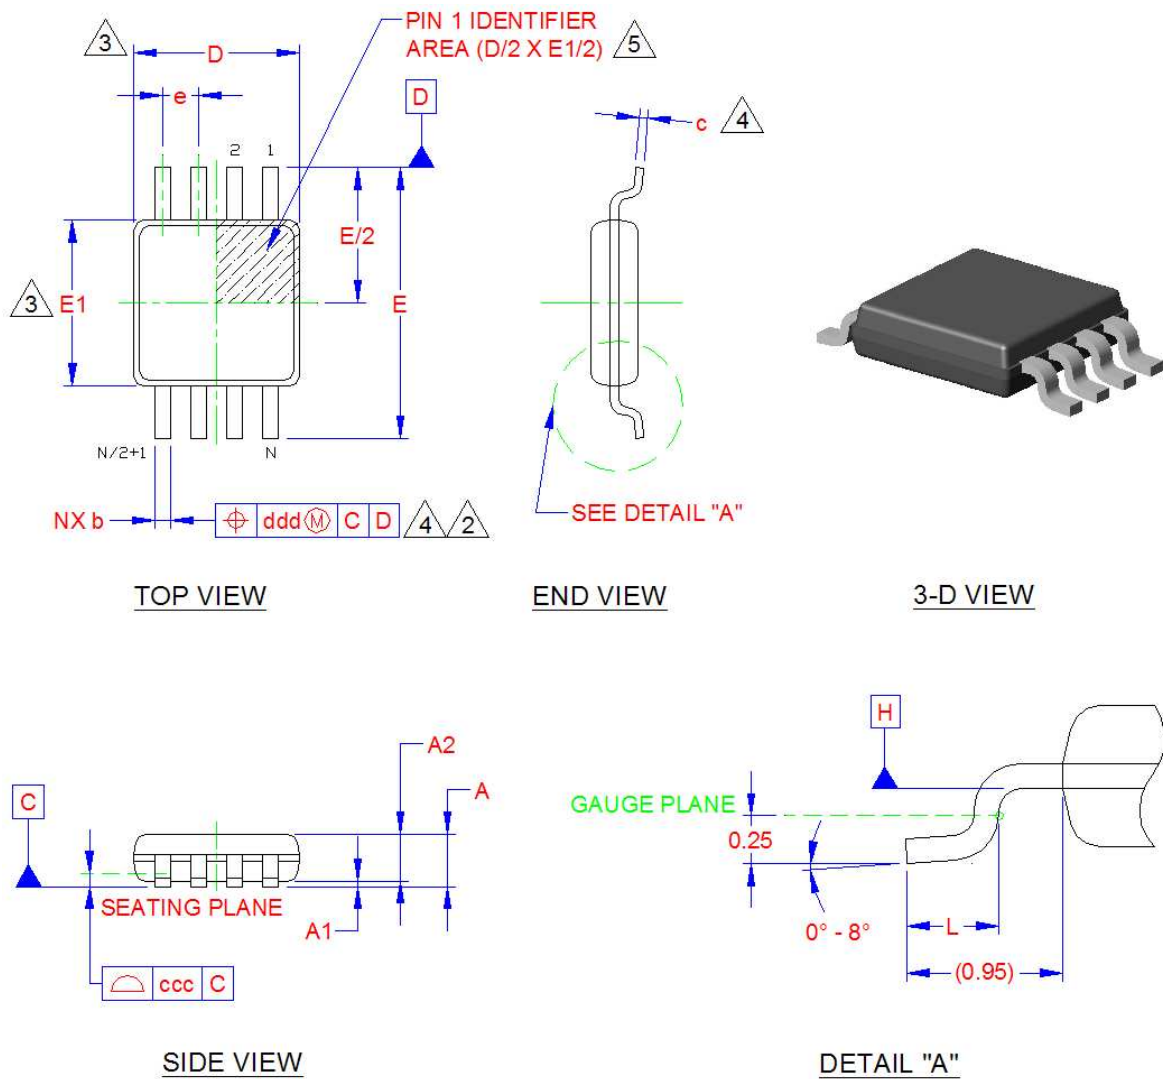 PIN 1 IDENTIFIER
AREA (D/2 X E1/2)
5
3
D
e
D
2
1
c
4
E/2
3
E1
E
N/2+1
N
NX b
ddd M C D
4
2
SEE DETAIL "A"
TOP VIEW
END VIEW
3-D VIEW
A2
A
H
C
GAUGE PLANE
0.25
SEATING PLANE
A1
0° - 8°
L
(0.95)
ccc C
SIDE VIEW
DETAIL "A"